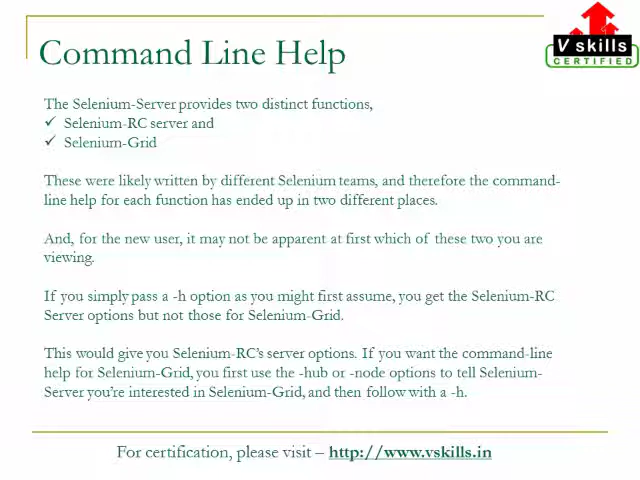 Command Line Help
V skills
CERTIFIED
The Selenium-Server provides two distinct functions,
✓ Selenium-RC server and
✓ Selenium-Grid
These were likely written by different Selenium teams, and therefore the command-
line help for each function has ended up in two different places.
And, for the new user, it may not be apparent at first which of these two you are
viewing.
If you simply pass a -h option as you might first assume, you get the Selenium-RC
Server options but not those for Selenium-Grid.
This would give you Selenium-RC’s server options. If you want the command-line
help for Selenium-Grid, you first use the -hub or -node options to tell Selenium-
Server you’re interested in Selenium-Grid, and then follow with a -h.
For certification, please visit – http://www.vskills.in